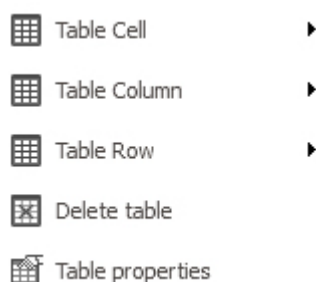 Table Cell
Table Column
Table Row
Delete table
Table properties